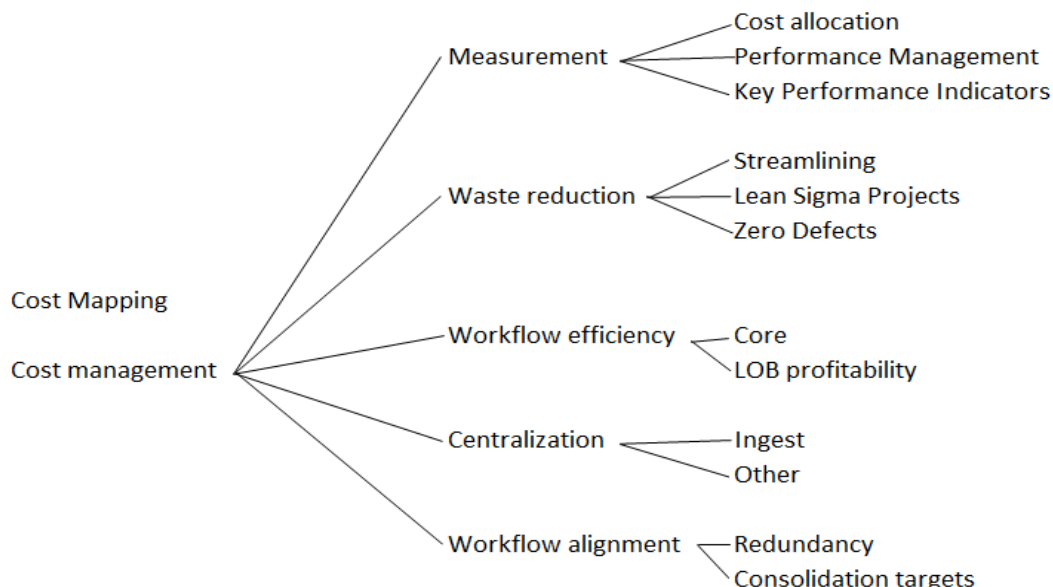 Cost allocation
Measurement
Performance Management
Key Performance Indicators
Streamlining
Waste reduction
Lean Sigma Projects
Zero Defects
Cost Mapping
Workflow efficiency
Core
Cost management
LOB profitability
Centralization
Ingest
Other
Workflow alignment
Redundancy
Consolidation targets